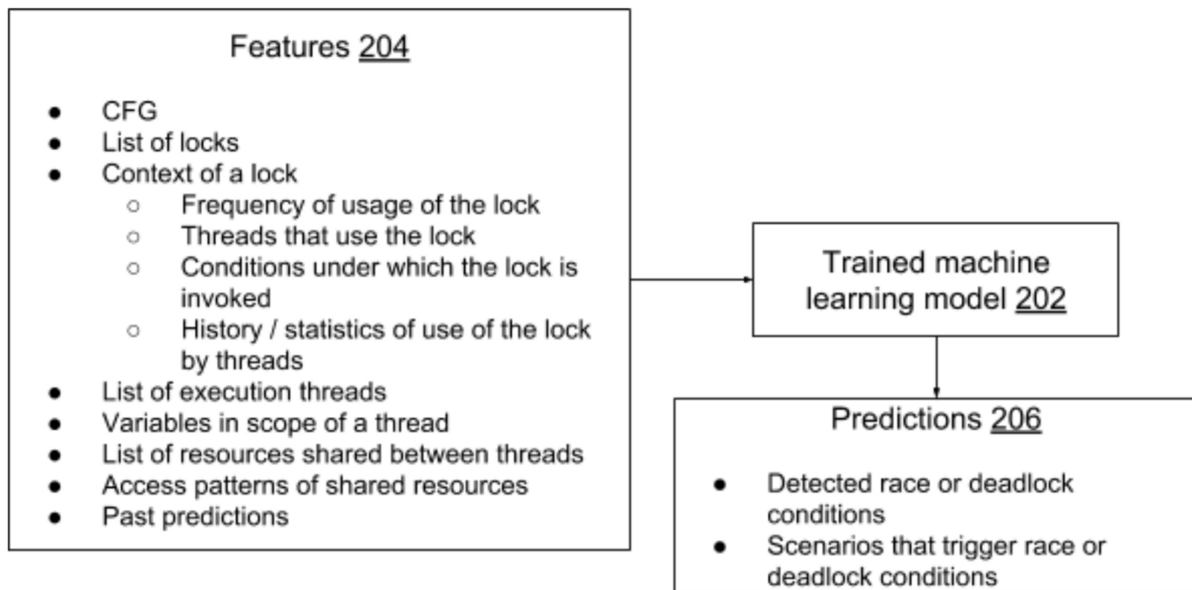 Features 204
● CFG
● List of locks
● Context of a lock
○ Frequency of usage of the lock
○ Threads that use the lock
○ Conditions under which the lock is
invoked
○ History / statistics of use of the lock
by threads
● List of execution threads
● Variables in scope of a thread
● List of resources shared between threads
● Access patterns of shared resources
● Past predictions
Trained machine
learning model 202
Predictions 206
● Detected race or deadlock
conditions
● Scenarios that trigger race or
deadlock conditions